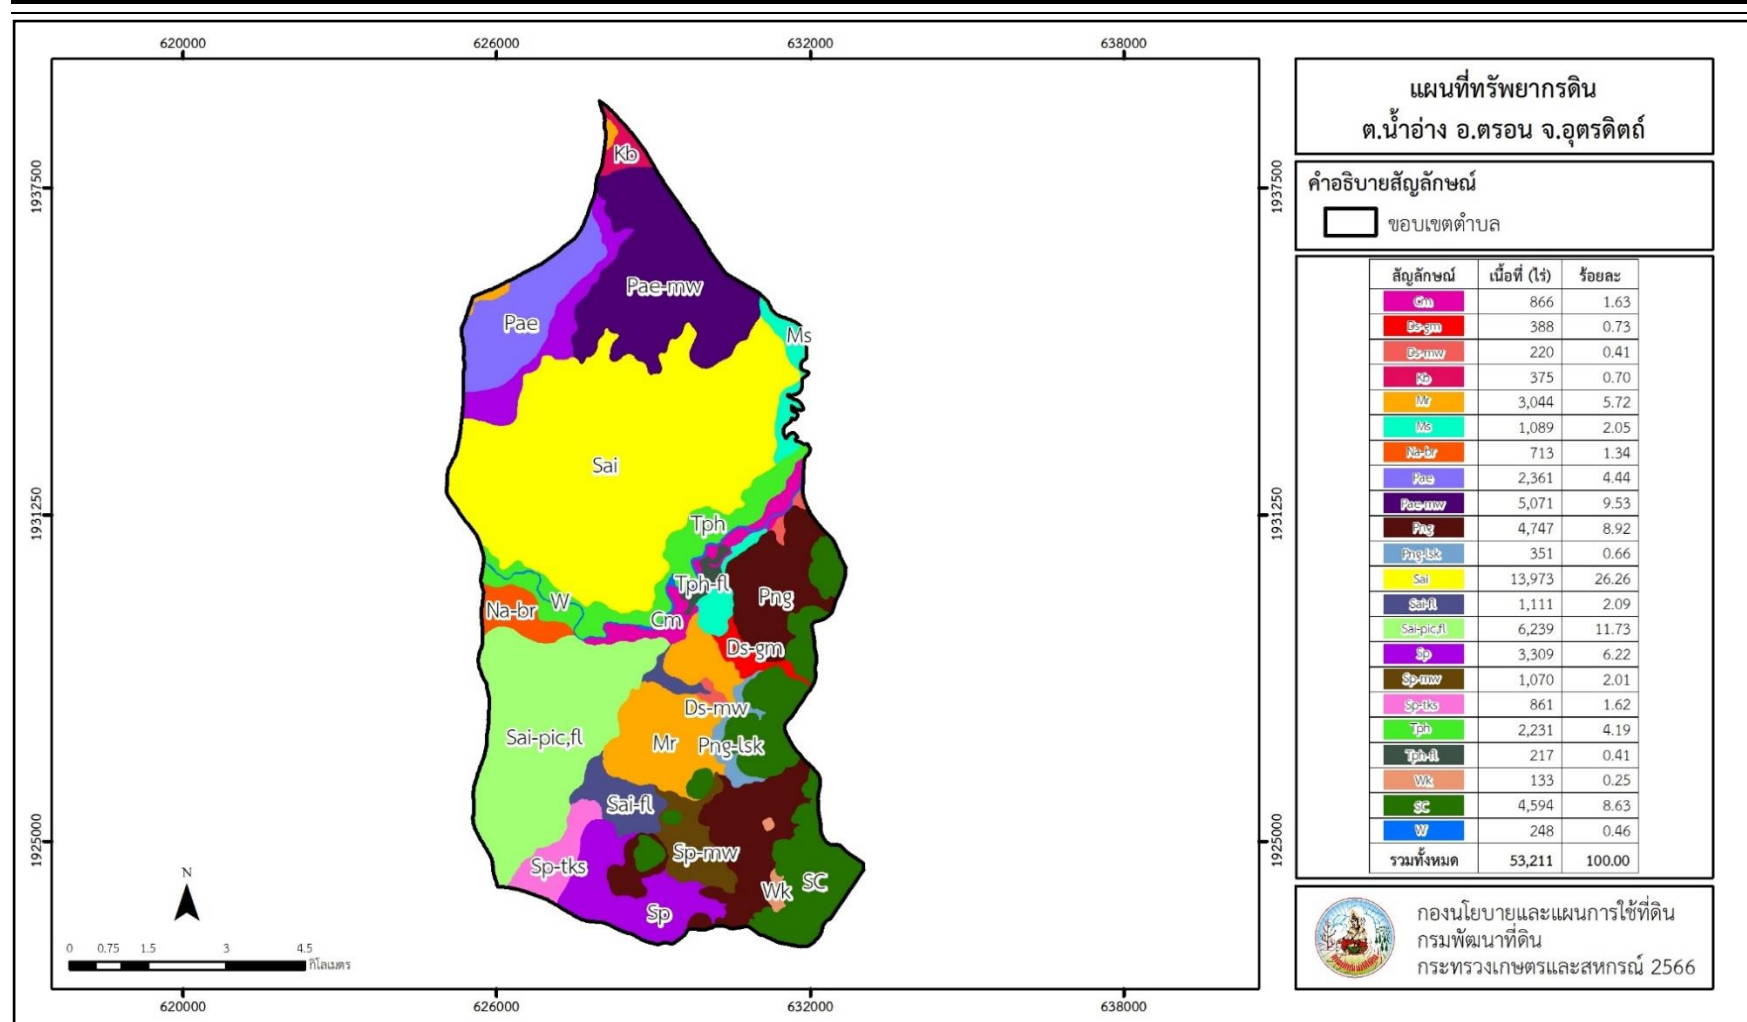 620000 626000 632000 638000
1937500
1931250
1925000
Kb
Pae-mw
Pae
Ms
Sai
Tph
Tph-fl
W
Na-br
Cm
Png
Ds-gm
Ds-mw
Sai-pic,fl
Mr
Png-lsk
Sai-fl
Sp-mw
Sp-tks
Wk
SC
Sp
N
0 0.75 1.5 3 4.5
กิโลเมตร
1937500
1931250
1925000
620000 626000 632000 638000
แผนที่ทรัพยากรดิน
ต.น้ำอ่าง อ.ตรอน จ.อุตรดิตถ์
คำอธิบายสัญลักษณ์
ขอบเขตตำบล
สัญลักษณ์ เนื้อที่ (ไร่) ร้อยละ
Cm 866 1.63
Ds-gm 388 0.73
Ds-mw 220 0.41
Kb 375 0.70
Mr 3,044 5.72
Ms 1,089 2.05
Na-br 713 1.34
Pae 2,361 4.44
Pae-mw 5,071 9.53
Png 4,747 8.92
Png-lsk 351 0.66
Sai 13,973 26.26
Sai-fl 1,111 2.09
Sai-pic,fl 6,239 11.73
Sp 3,309 6.22
Sp-mw 1,070 2.01
Sp-tks 861 1.62
Tph 2,231 4.19
Tph-fl 217 0.41
Wk 133 0.25
SC 4,594 8.63
W 248 0.46
รวมทั้งหมด 53,211 100.00
กองนโยบายและแผนการใช้ที่ดิน
กรมพัฒนาที่ดิน
กระทรวงเกษตรและสหกรณ์ 2566